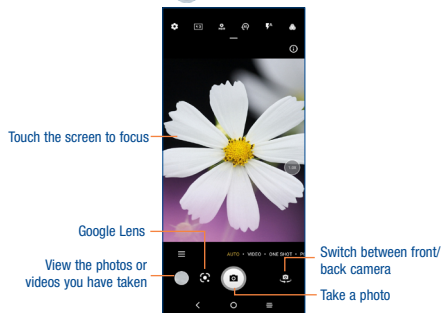 Touch the screen to focus
Google Lens
AUTO • VIDEO • ONE SHOT •
View the photos or
videos you have taken
Switch between front/
back camera
Take a photo